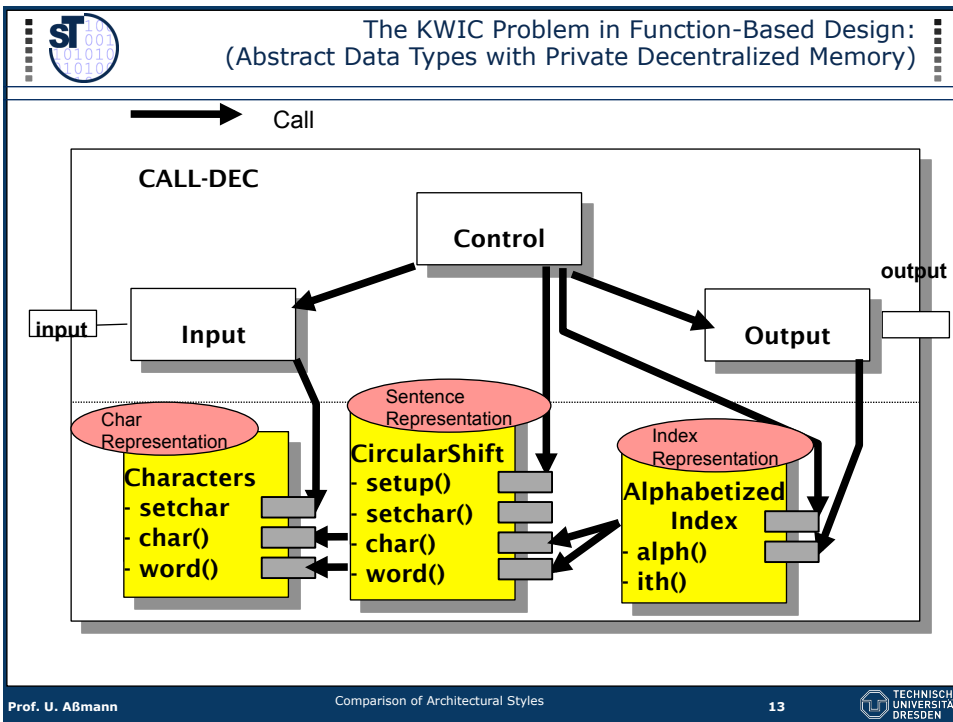 The KWIC Problem in Function-Based Design:
(Abstract Data Types with Private Decentralized Memory)
ST
Call
CALL-DEC
Control
output
input
Input
Output
Char
Representation
Sentence
Representation
Index
Representation
Characters
- setchar
- char()
- word()
CircularShift
- setup()
- setchar()
- char()
- word()
Alphabetized
Index
- alph()
- ith()
Prof. U. Aßmann
Comparison of Architectural Styles
13
TECHNISCH
UNIVERSITÄ
DRESDEN